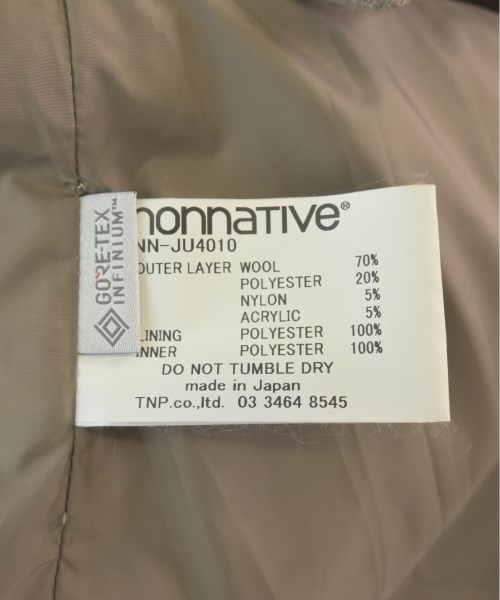 GORE-TEX
INFINIUM™
nonnative®
NN-JU4010
OUTER LAYER WOOL 70%
POLYESTER 20%
NYLON 5%
ACRYLIC 5%
LINING POLYESTER 100%
INNER POLYESTER 100%
DO NOT TUMBLE DRY
made in Japan
TNP.co.,ltd. 03 3464 8545